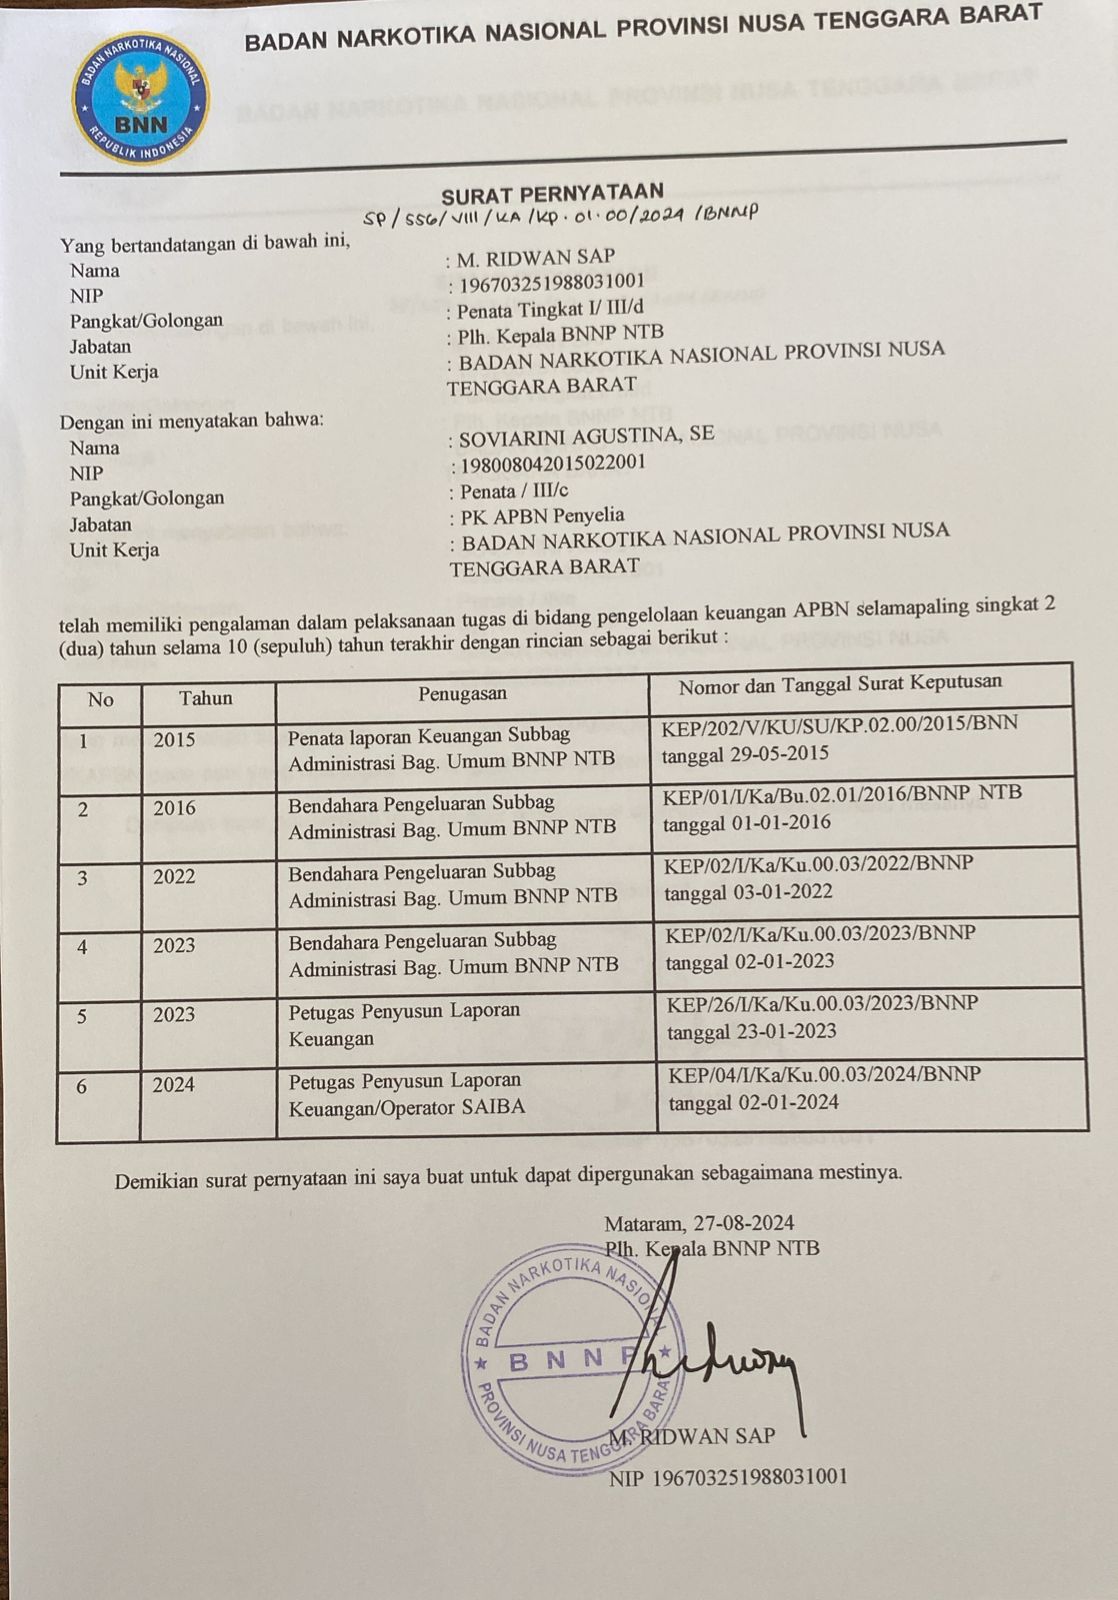 BADAN NARKOTIKA NASIONAL PROVINSI NUSA TENGGARA BARAT
BADAN NARKOTIKA NASIONAL
BNN
REPUBLIK INDONESIA
SURAT PERNYATAAN
SP/556/VIII/KA/KP.01.00/2024/BNNP
Yang bertandatangan di bawah ini,
Nama : M. RIDWAN SAP
NIP : 196703251988031001
Pangkat/Golongan : Penata Tingkat I/ III/d
Jabatan : Plh. Kepala BNNP NTB
Unit Kerja : BADAN NARKOTIKA NASIONAL PROVINSI NUSA
TENGGARA BARAT
Dengan ini menyatakan bahwa:
Nama : SOVIARINI AGUSTINA, SE
NIP : 198008042015022001
Pangkat/Golongan : Penata / III/c
Jabatan : PK APBN Penyelia
Unit Kerja : BADAN NARKOTIKA NASIONAL PROVINSI NUSA
TENGGARA BARAT
telah memiliki pengalaman dalam pelaksanaan tugas di bidang pengelolaan keuangan APBN selamapaling singkat 2
(dua) tahun selama 10 (sepuluh) tahun terakhir dengan rincian sebagai berikut :
No Tahun Penugasan Nomor dan Tanggal Surat Keputusan
1 2015 Penata laporan Keuangan Subbag KEP/202/V/KU/SU/KP.02.00/2015/BNN
Administrasi Bag. Umum BNNP NTB tanggal 29-05-2015
2 2016 Bendahara Pengeluaran Subbag KEP/01/I/Ka/Bu.02.01/2016/BNNP NTB
Administrasi Bag. Umum BNNP NTB tanggal 01-01-2016
3 2022 Bendahara Pengeluaran Subbag KEP/02/I/Ka/Ku.00.03/2022/BNNP
Administrasi Bag. Umum BNNP NTB tanggal 03-01-2022
4 2023 Bendahara Pengeluaran Subbag KEP/02/I/Ka/Ku.00.03/2023/BNNP
Administrasi Bag. Umum BNNP NTB tanggal 02-01-2023
5 2023 Petugas Penyusun Laporan KEP/26/I/Ka/Ku.00.03/2023/BNNP
Keuangan tanggal 23-01-2023
6 2024 Petugas Penyusun Laporan KEP/04/I/Ka/Ku.00.03/2024/BNNP
Keuangan/Operator SAIBA tanggal 02-01-2024
Demikian surat pernyataan ini saya buat untuk dapat dipergunakan sebagaimana mestinya.
Mataram, 27-08-2024
Plh. Kepala BNNP NTB
BADAN NARKOTIKA NASIONAL
BNNP
PROVINSI NUSA TENGGARA BARAT
M. RIDWAN SAP
NIP 196703251988031001